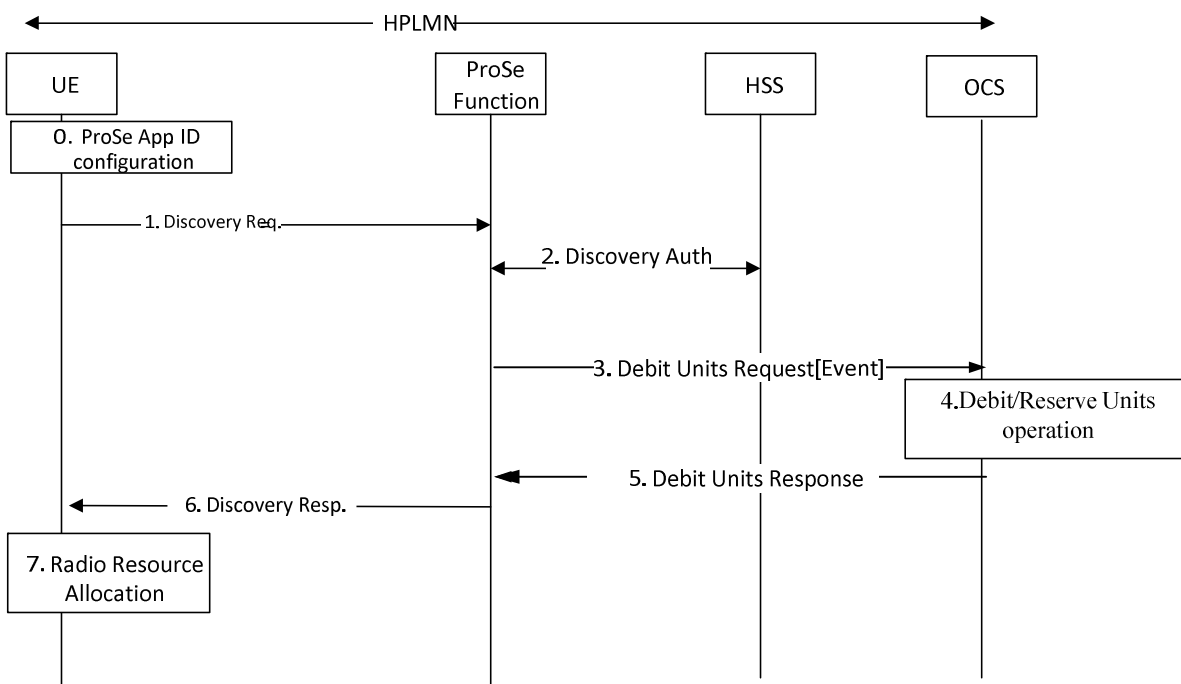 HPLMN
UE
ProSe
Function
HSS
OCS
0. ProSe App ID
configuration
1. Discovery Req.
2. Discovery Auth
3. Debit Units Request[Event]
4.Debit/Reserve Units
operation
5. Debit Units Response
6. Discovery Resp.
7. Radio Resource
Allocation